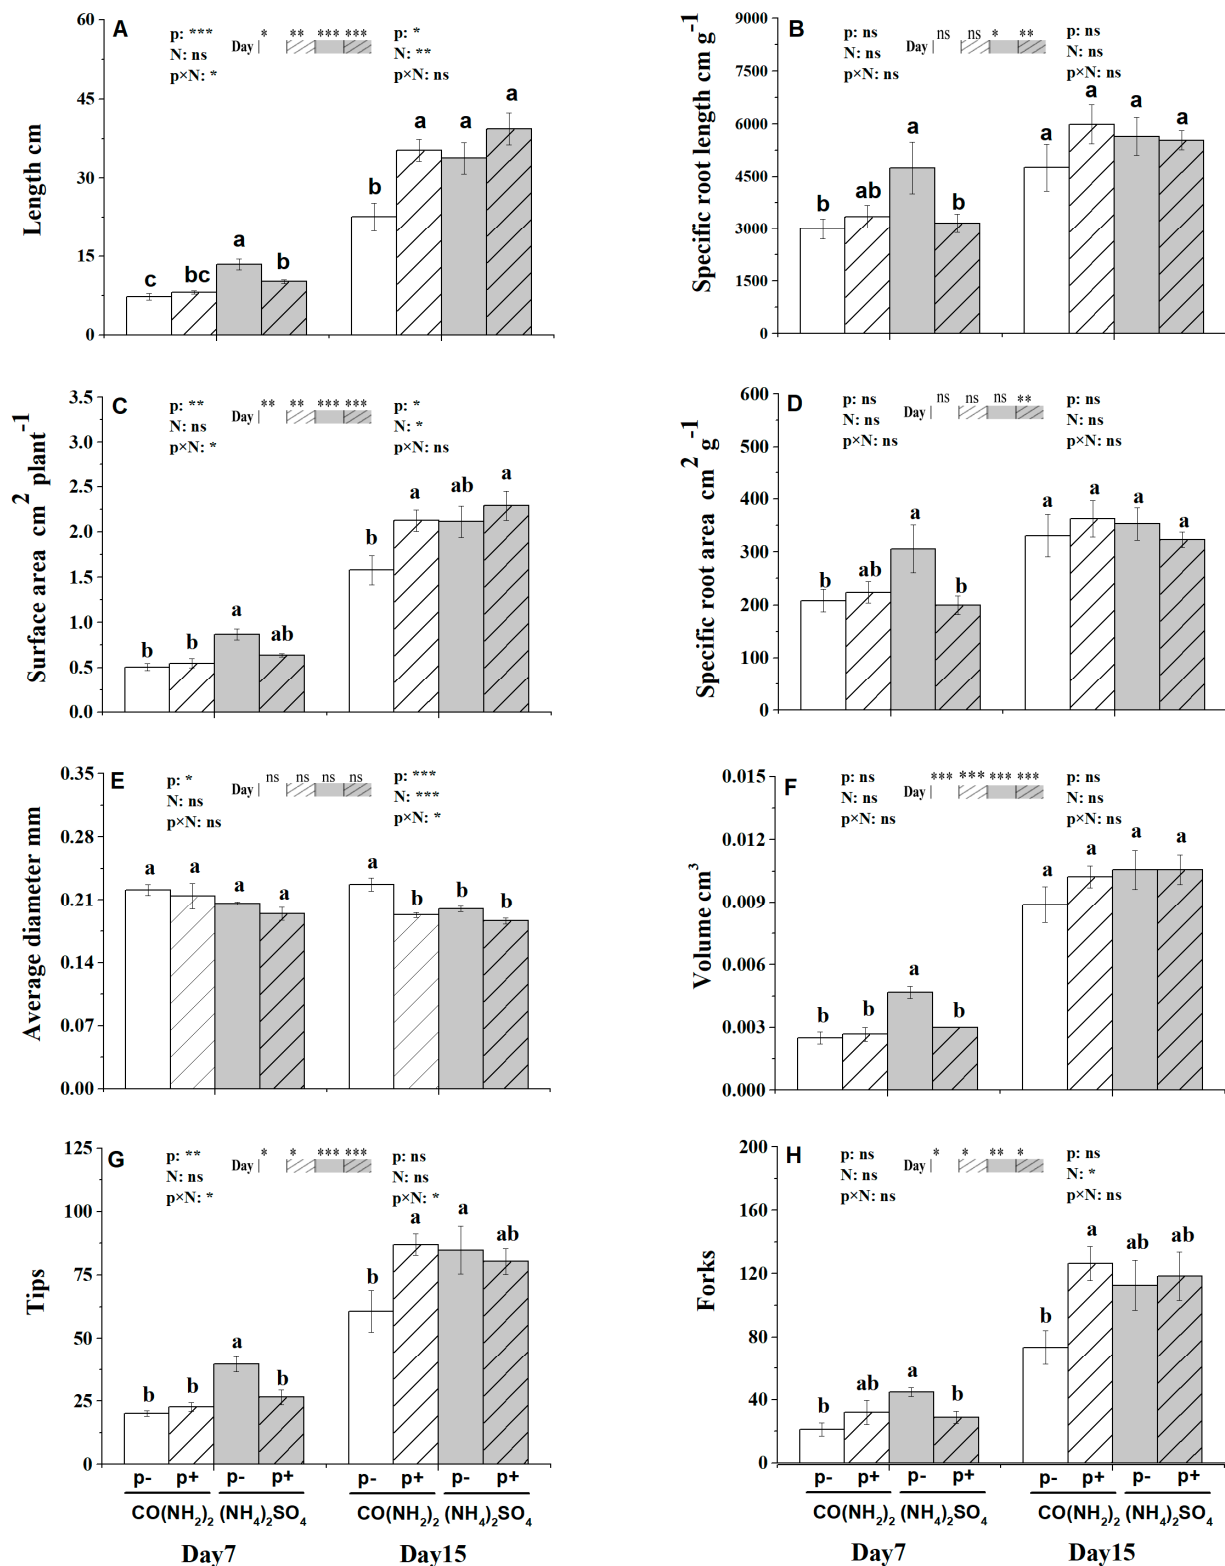 A
p: ***
N: ns
p×N: *
Day * ** *** ***
p: *
N: **
p×N: ns
Length cm
60
45
30
15
0
c bc a b
b a a a
B
p: ns
N: ns
p×N: ns
Day ns ns * **
p: ns
N: ns
p×N: ns
Specific root length cm g-1
9000
7500
6000
4500
3000
1500
0
b ab a b
a a a a
C
p: **
N: ns
p×N: *
Day ** ** *** ***
p: *
N: *
p×N: ns
Surface area cm2 plant-1
3.5
3.0
2.5
2.0
1.5
1.0
0.5
0.0
b b a ab
b a ab a
D
p: ns
N: ns
p×N: ns
Day ns ns ns **
p: ns
N: ns
p×N: ns
Specific root area cm2 g-1
600
500
400
300
200
100
0
b ab a b
a a a a
E
p: *
N: ns
p×N: ns
Day ns ns ns ns
p: ***
N: ***
p×N: *
Average diameter mm
0.35
0.28
0.21
0.14
0.07
0.00
a a a a
a b b b
F
p: ns
N: ns
p×N: ns
Day *** *** *** ***
p: ns
N: ns
p×N: ns
Volume cm3
0.015
0.012
0.009
0.006
0.003
0.000
b b a b
a a a a
G
p: **
N: ns
p×N: *
Day * * *** ***
p: ns
N: ns
p×N: *
Tips
125
100
75
50
25
0
b b a b
b a a ab
p- p+ p- p+ p- p+ p- p+
CO(NH2)2 (NH4)2SO4 CO(NH2)2 (NH4)2SO4
Day7 Day15
H
p: ns
N: ns
p×N: ns
Day * * ** *
p: ns
N: *
p×N: ns
Forks
200
160
120
80
40
0
b ab a b
b a ab ab
p- p+ p- p+ p- p+ p- p+
CO(NH2)2 (NH4)2SO4 CO(NH2)2 (NH4)2SO4
Day7 Day15